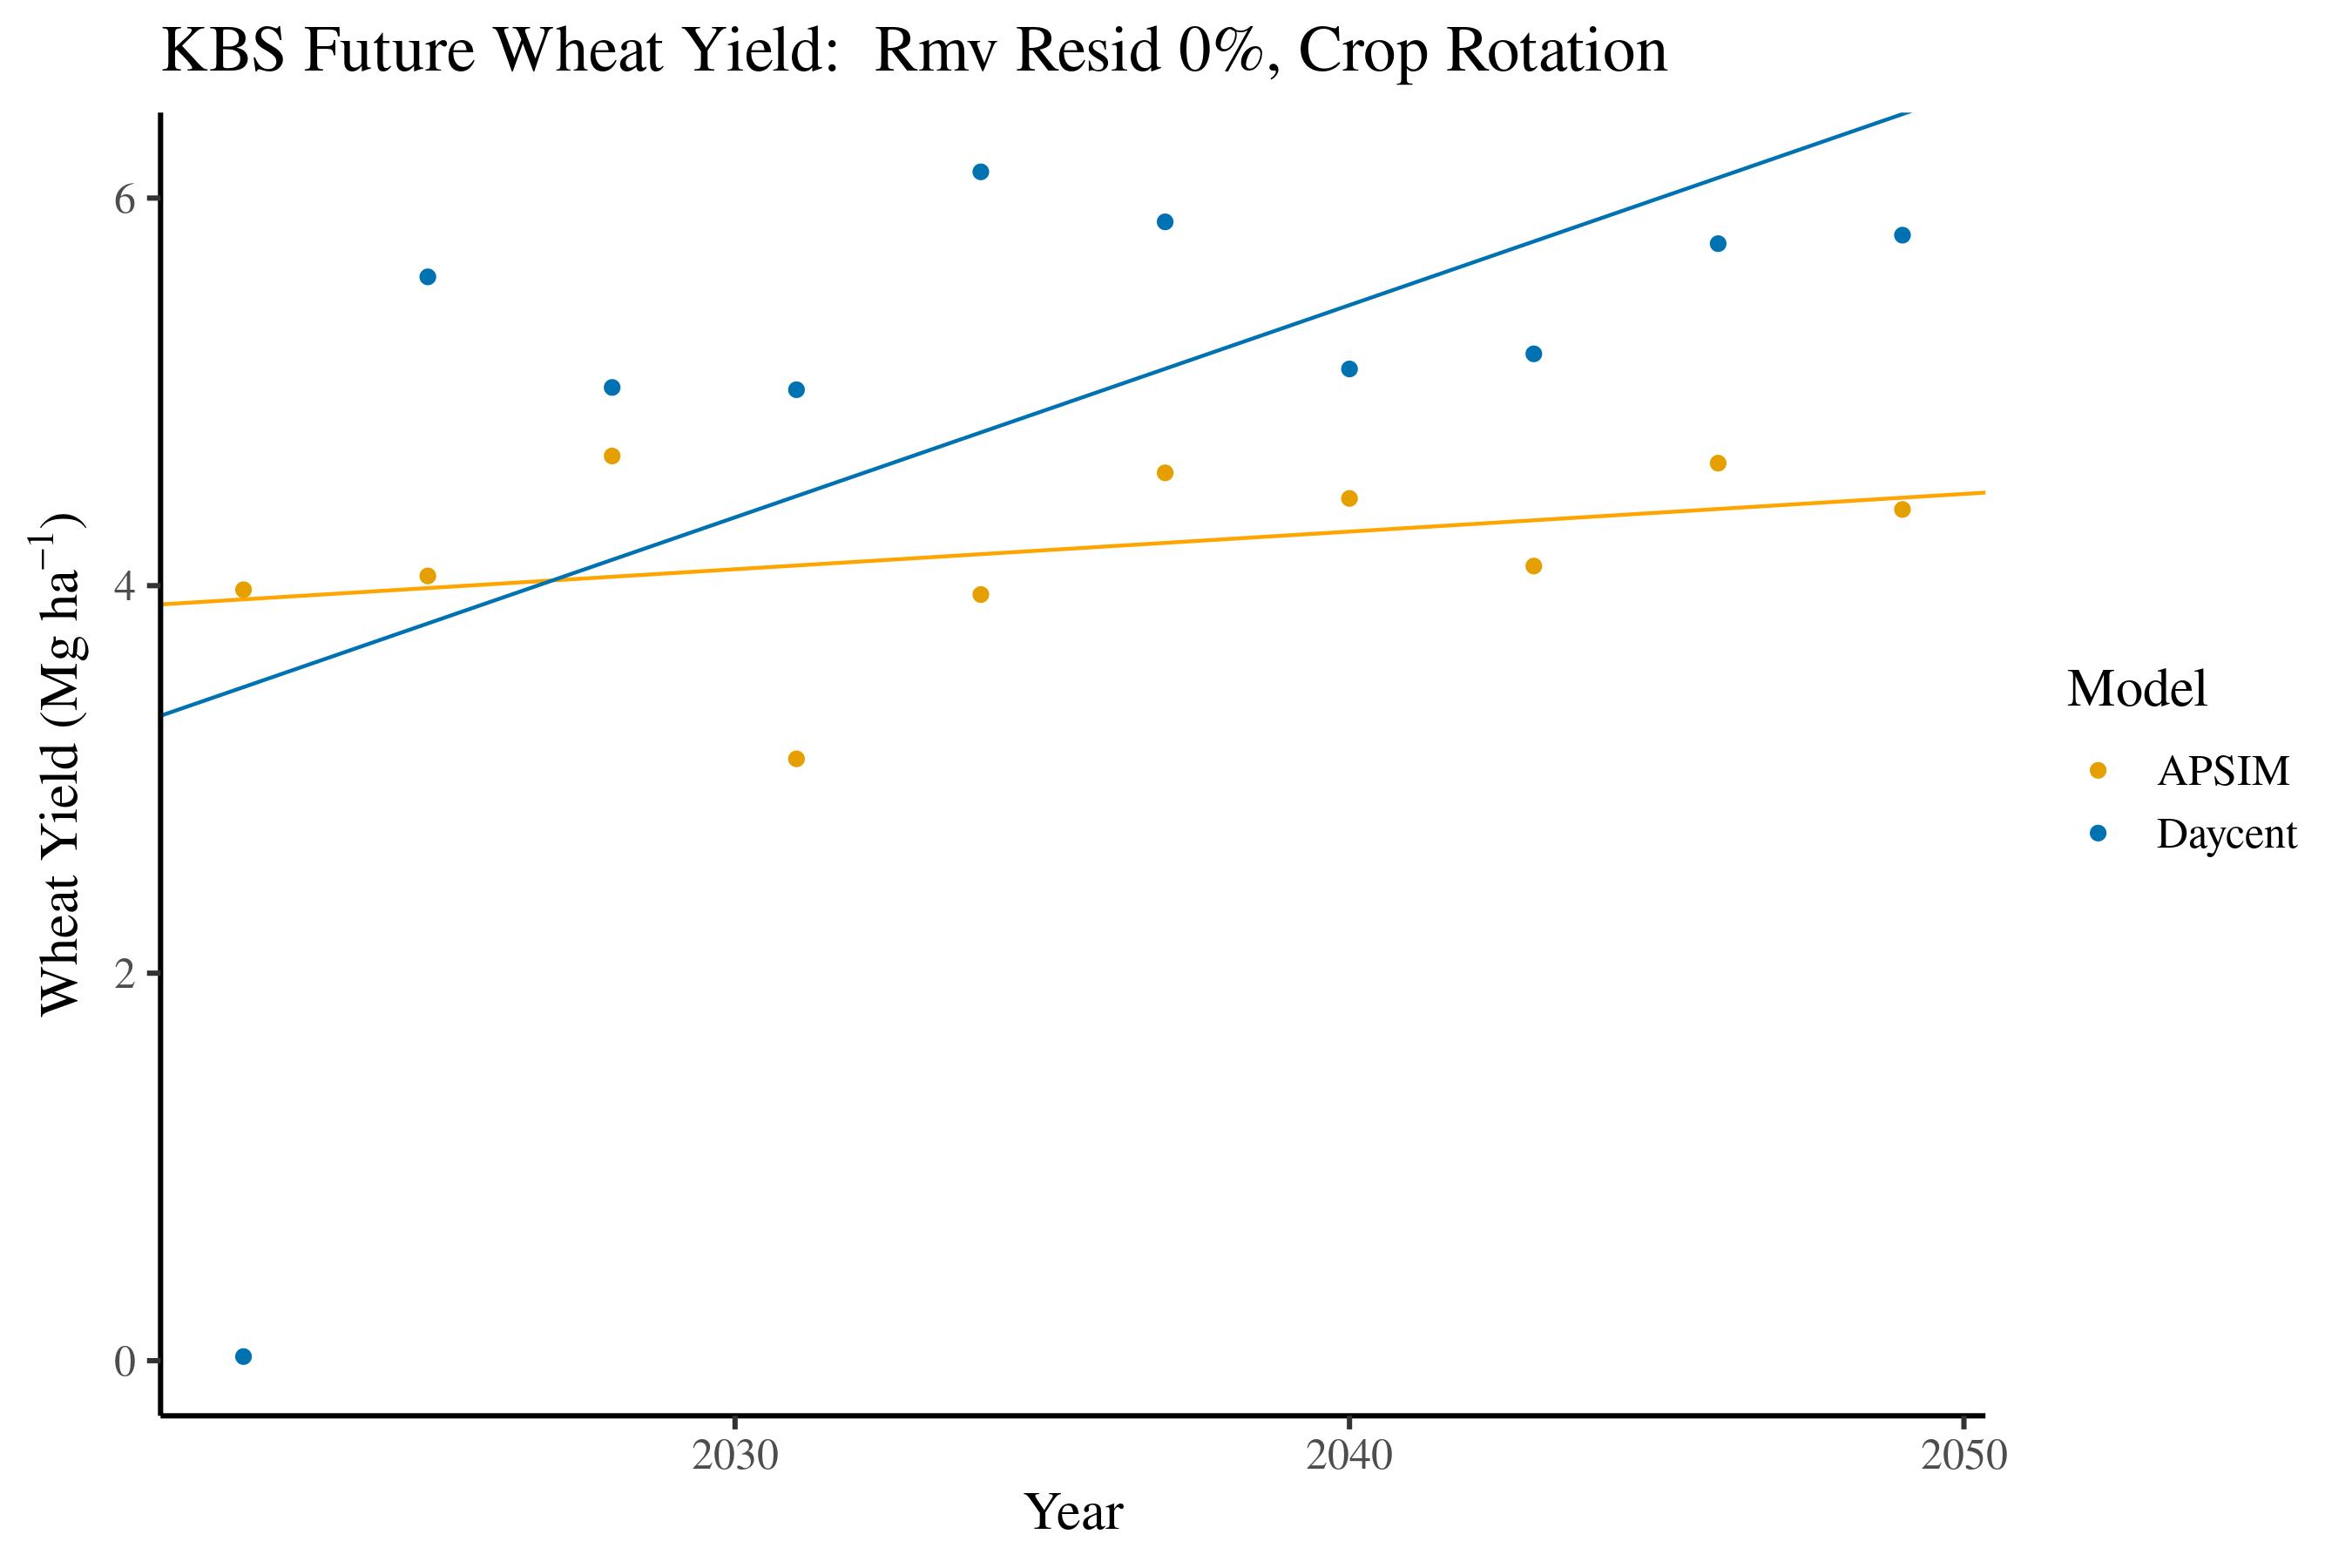 KBS Future Wheat Yield:  Rmv Resid 0%, Crop Rotation
Wheat Yield (Mg ha⁻¹)
6
4
2
0
2030
2040
2050
Year
Model
APSIM
Daycent